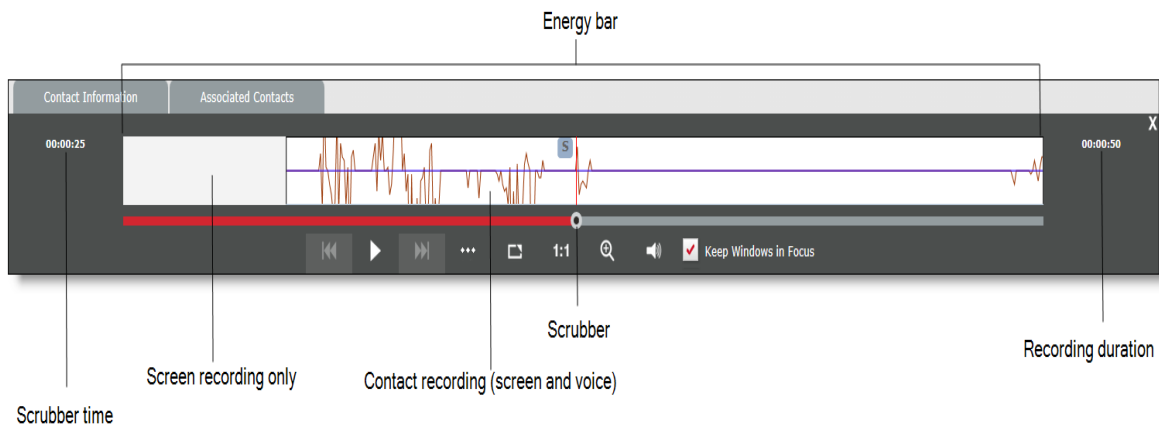 Energy bar
Contact Information
Associated Contacts
X
00:00:25
S
00:00:50
1:1
Keep Windows in Focus
Scrubber
Recording duration
Screen recording only
Contact recording (screen and voice)
Scrubber time